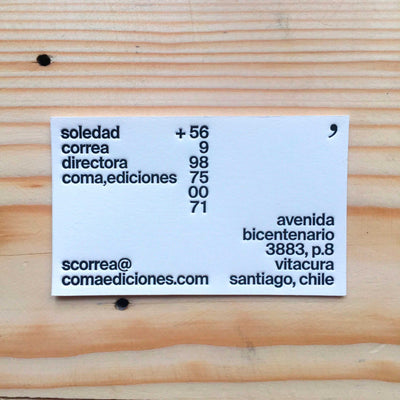 soledad
correa
directora
coma,ediciones
+ 56
9
98
75
00
71
,
avenida
bicentenario
3883, p.8
vitacura
santiago, chile
scorrea@
comaediciones.com